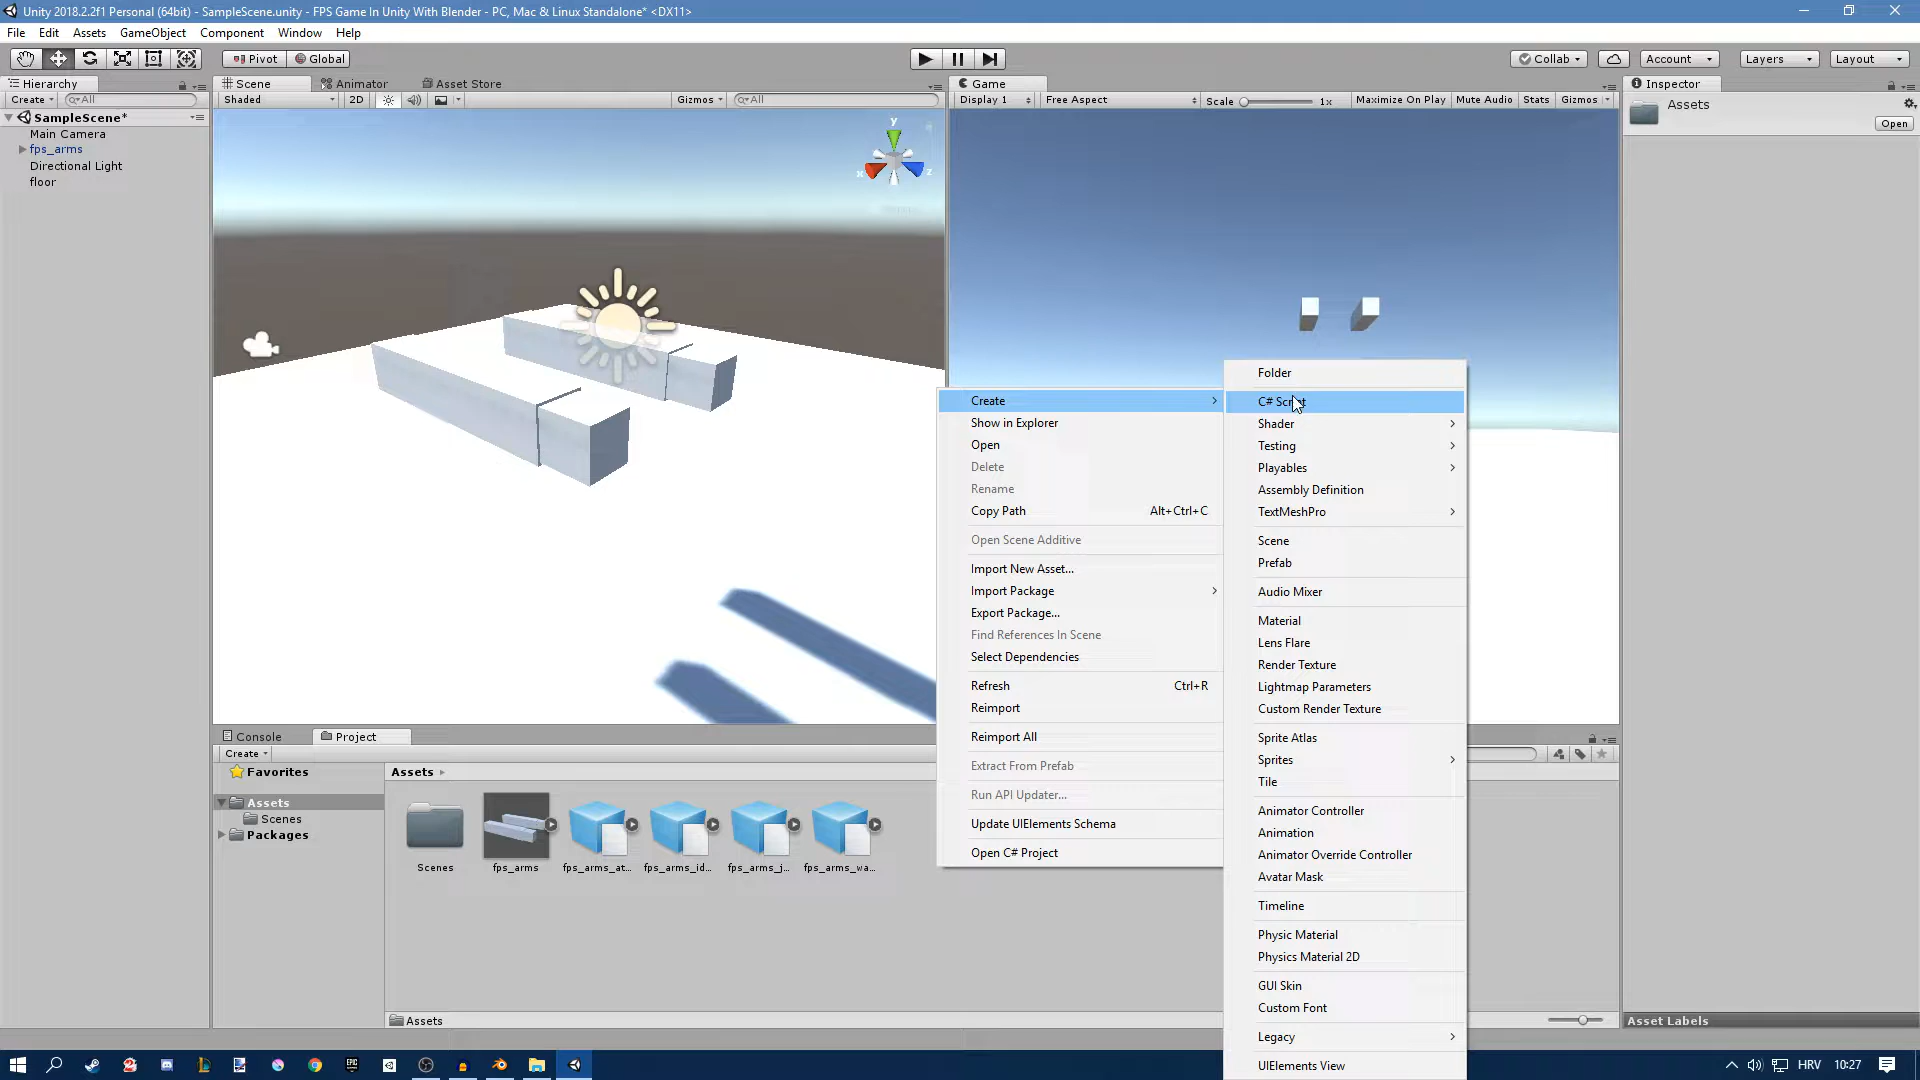 Unity 2018.2.2f1 Personal (64bit) - SampleScene.unity - FPS Game In Unity With Blender - PC, Mac & Linux Standalone* <DX11>
File Edit Assets GameObject Component Window Help
Pivot Global Collab Account Layers Layout
Hierarchy Scene Animator Asset Store Game Inspector
Create All Shaded 2D Gizmos All Display 1 Free Aspect Scale 1x Maximize On Play Mute Audio Stats Gizmos
Assets
Open
SampleScene*
Main Camera
fps_arms
Directional Light
floor
y
x
z
Create
Show in Explorer
Open
Delete
Rename
Copy Path Alt+Ctrl+C
Open Scene Additive
Import New Asset...
Import Package
Export Package...
Find References In Scene
Select Dependencies
Refresh Ctrl+R
Reimport
Reimport All
Extract From Prefab
Run API Updater...
Update UIElements Schema
Open C# Project
Folder
C# Script
Shader
Testing
Playables
Assembly Definition
TextMeshPro
Scene
Prefab
Audio Mixer
Material
Lens Flare
Render Texture
Lightmap Parameters
Custom Render Texture
Sprite Atlas
Sprites
Tile
Animator Controller
Animation
Animator Override Controller
Avatar Mask
Timeline
Physic Material
Physics Material 2D
GUI Skin
Custom Font
Legacy
UIElements View
Console Project
Create
Favorites
Assets
Scenes
Packages
Assets
Scenes fps_arms fps_arms_at... fps_arms_id... fps_arms_j... fps_arms_wa...
Assets
Asset Labels
EPIC
HRV 10:27